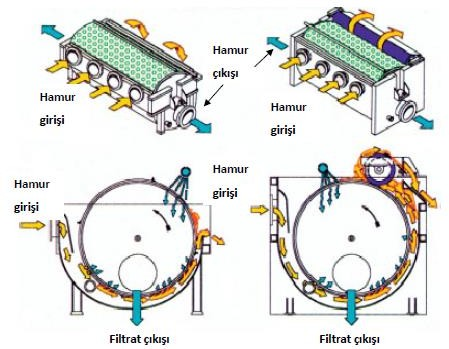 Hamur
çıkışı
Hamur
girişi
Hamur
girişi
Hamur
girişi
Hamur
girişi
Filtrat çıkışı
Filtrat çıkışı